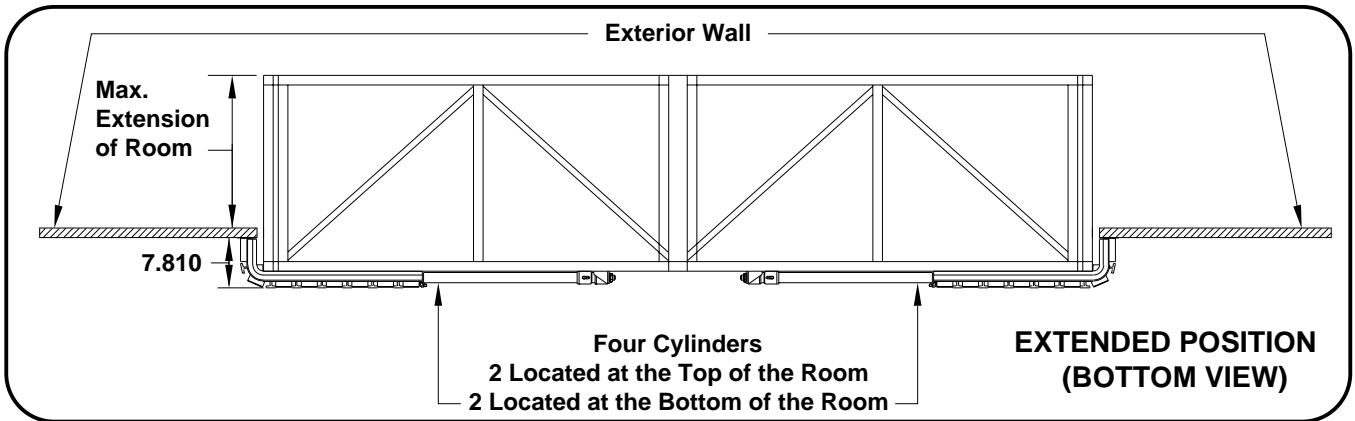 Exterior Wall
Max.
Extension
of Room
7.810
Four Cylinders
2 Located at the Top of the Room
2 Located at the Bottom of the Room
EXTENDED POSITION
(BOTTOM VIEW)